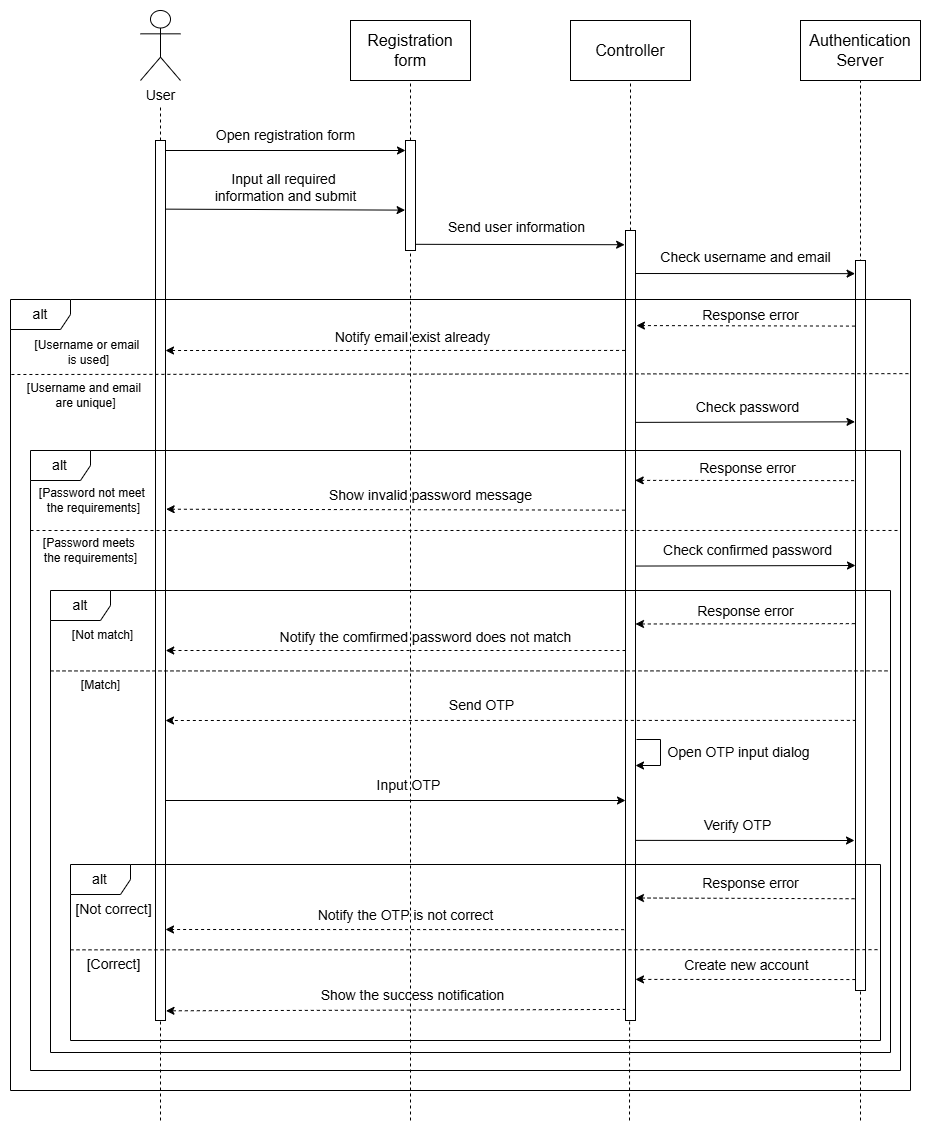 Registration
form
Controller
Authentication
Server
User
Open registration form
Input all required
information and submit
Send user information
Check username and email
alt
Response error
Notify email exist already
[Username or email
is used]
[Username and email
are unique]
Check password
alt
Response error
[Password not meet
the requirements]
Show invalid password message
[Password meets
the requirements]
Check confirmed password
alt
Response error
[Not match]
Notify the comfirmed password does not match
[Match]
Send OTP
Open OTP input dialog
Input OTP
Verify OTP
alt
Response error
[Not correct]
Notify the OTP is not correct
[Correct]
Create new account
Show the success notification